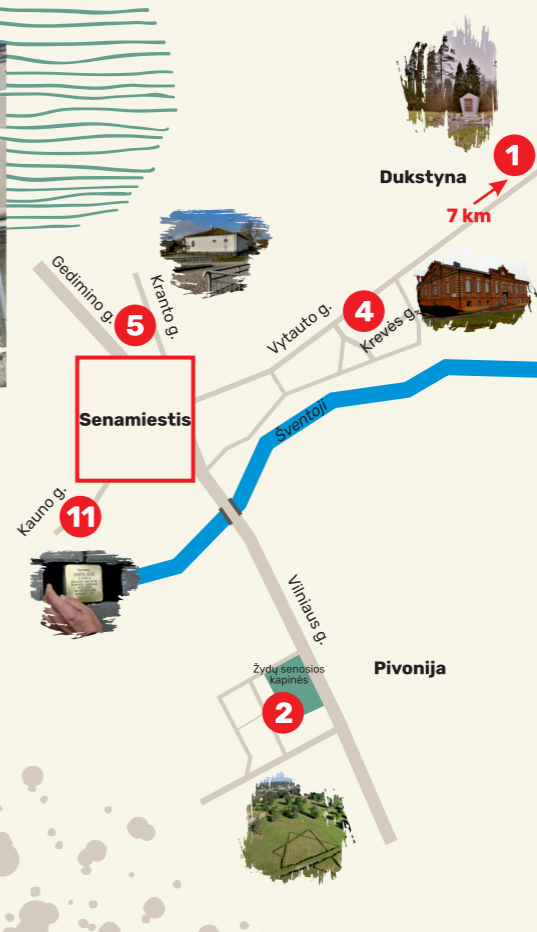 1
Dukstyna
7 km
Gedimino g.
Kranto g.
5
4
Vytauto g.
Krevės g.
Senamiestis
Šventoji
Kauno g.
11
Vilniaus g.
Žydų senosios
kapinės
Pivonija
2